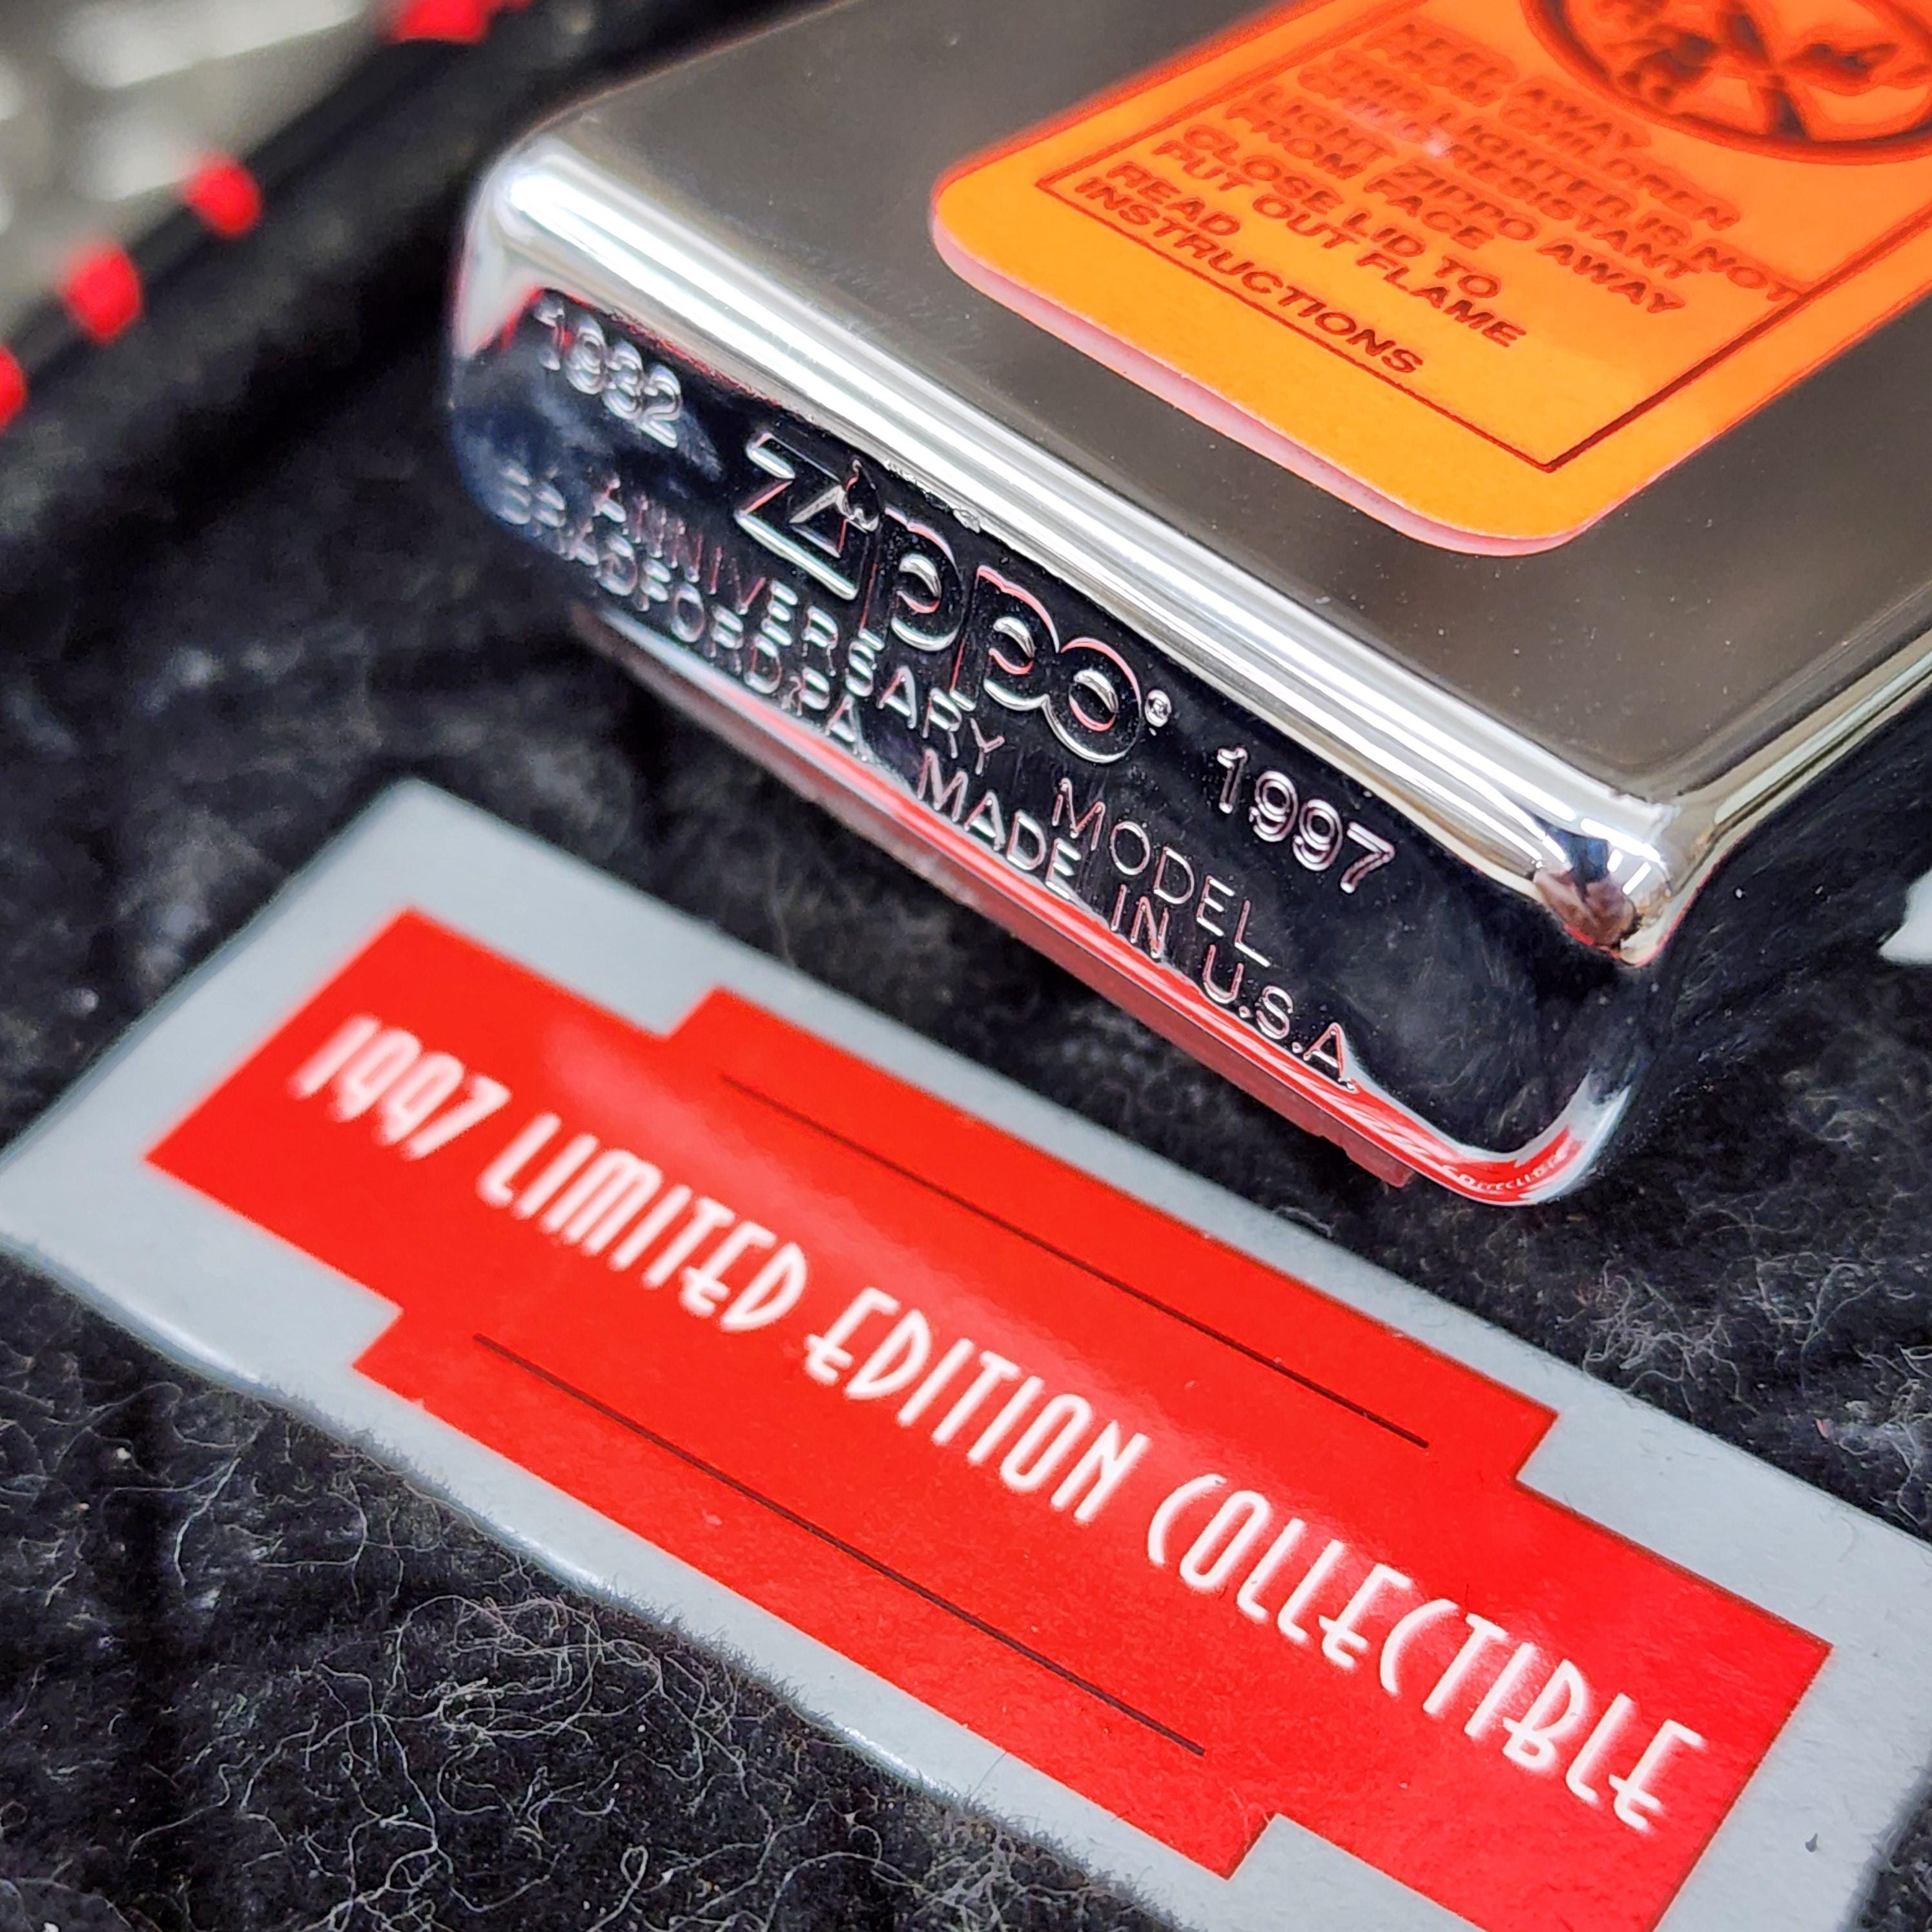 KEEP AWAY
FROM CHILDREN
THIS LIGHTER IS NOT
CHILD RESISTANT
LIGHT ZIPPO AWAY
FROM FACE
CLOSE LID TO
PUT OUT FLAME
READ
INSTRUCTIONS
1932 Zippo® 1997
ANNIVERSARY MODEL
BRADFORD,PA. MADE IN U.S.A.
1997 LIMITED EDITION COLLECTIBLE